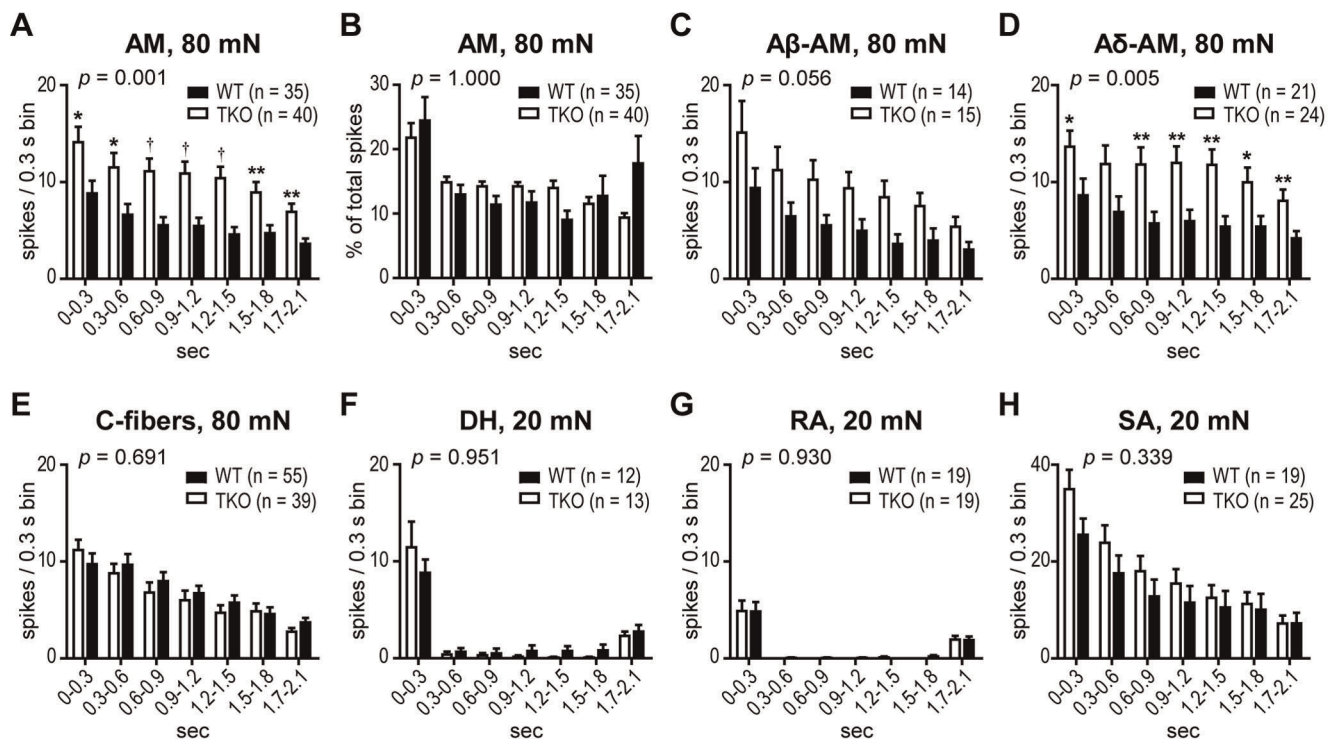 A
AM, 80 mN
p = 0.001
WT (n = 35)
TKO (n = 40)
spikes / 0.3 s bin
20
10
0
*
*
†
†
†
**
**
0-0.3
0.3-0.6
0.6-0.9
0.9-1.2
1.2-1.5
1.5-1.8
1.7-2.1
sec
B
AM, 80 mN
p = 1.000
WT (n = 35)
TKO (n = 40)
% of total spikes
30
20
10
0
0-0.3
0.3-0.6
0.6-0.9
0.9-1.2
1.2-1.5
1.5-1.8
1.7-2.1
sec
C
Aβ-AM, 80 mN
p = 0.056
WT (n = 14)
TKO (n = 15)
spikes / 0.3 s bin
20
10
0
0-0.3
0.3-0.6
0.6-0.9
0.9-1.2
1.2-1.5
1.5-1.8
1.7-2.1
sec
D
Aδ-AM, 80 mN
p = 0.005
WT (n = 21)
TKO (n = 24)
spikes / 0.3 s bin
20
10
0
*
**
**
**
*
**
0-0.3
0.3-0.6
0.6-0.9
0.9-1.2
1.2-1.5
1.5-1.8
1.7-2.1
sec
E
C-fibers, 80 mN
p = 0.691
WT (n = 55)
TKO (n = 39)
spikes / 0.3 s bin
20
10
0
0-0.3
0.3-0.6
0.6-0.9
0.9-1.2
1.2-1.5
1.5-1.8
1.7-2.1
sec
F
DH, 20 mN
p = 0.951
WT (n = 12)
TKO (n = 13)
spikes / 0.3 s bin
20
10
0
0-0.3
0.3-0.6
0.6-0.9
0.9-1.2
1.2-1.5
1.5-1.8
1.7-2.1
sec
G
RA, 20 mN
p = 0.930
WT (n = 19)
TKO (n = 19)
spikes / 0.3 s bin
20
10
0
0-0.3
0.3-0.6
0.6-0.9
0.9-1.2
1.2-1.5
1.5-1.8
1.7-2.1
sec
H
SA, 20 mN
p = 0.339
WT (n = 19)
TKO (n = 25)
spikes / 0.3 s bin
40
20
0
0-0.3
0.3-0.6
0.6-0.9
0.9-1.2
1.2-1.5
1.5-1.8
1.7-2.1
sec